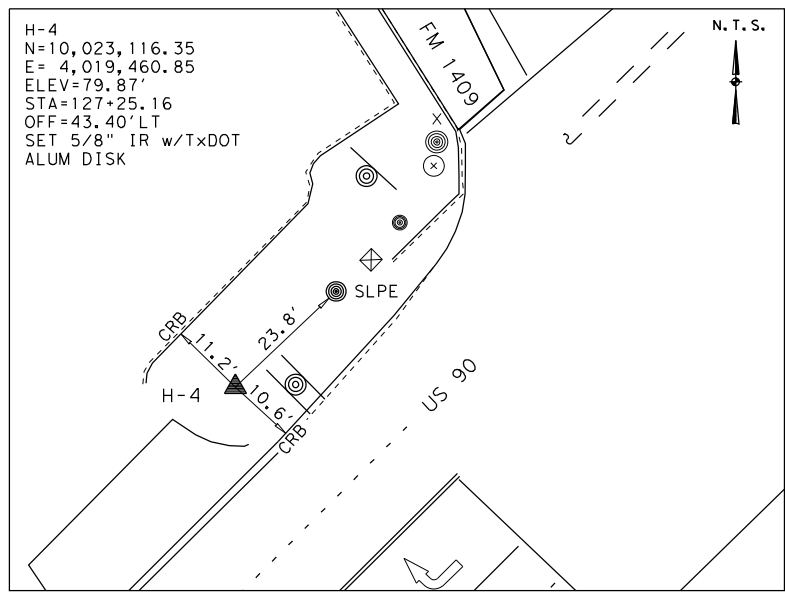 H-4
N=10,023,116.35
E= 4,019,460.85
ELEV=79.87'
STA=127+25.16
OFF=43.40'LT
SET 5/8" IR w/TxDOT
ALUM DISK
N.T.S.
FM 1409
SLPE
CRB
11.2'
23.8'
H-4
10.6'
CRB
US 90